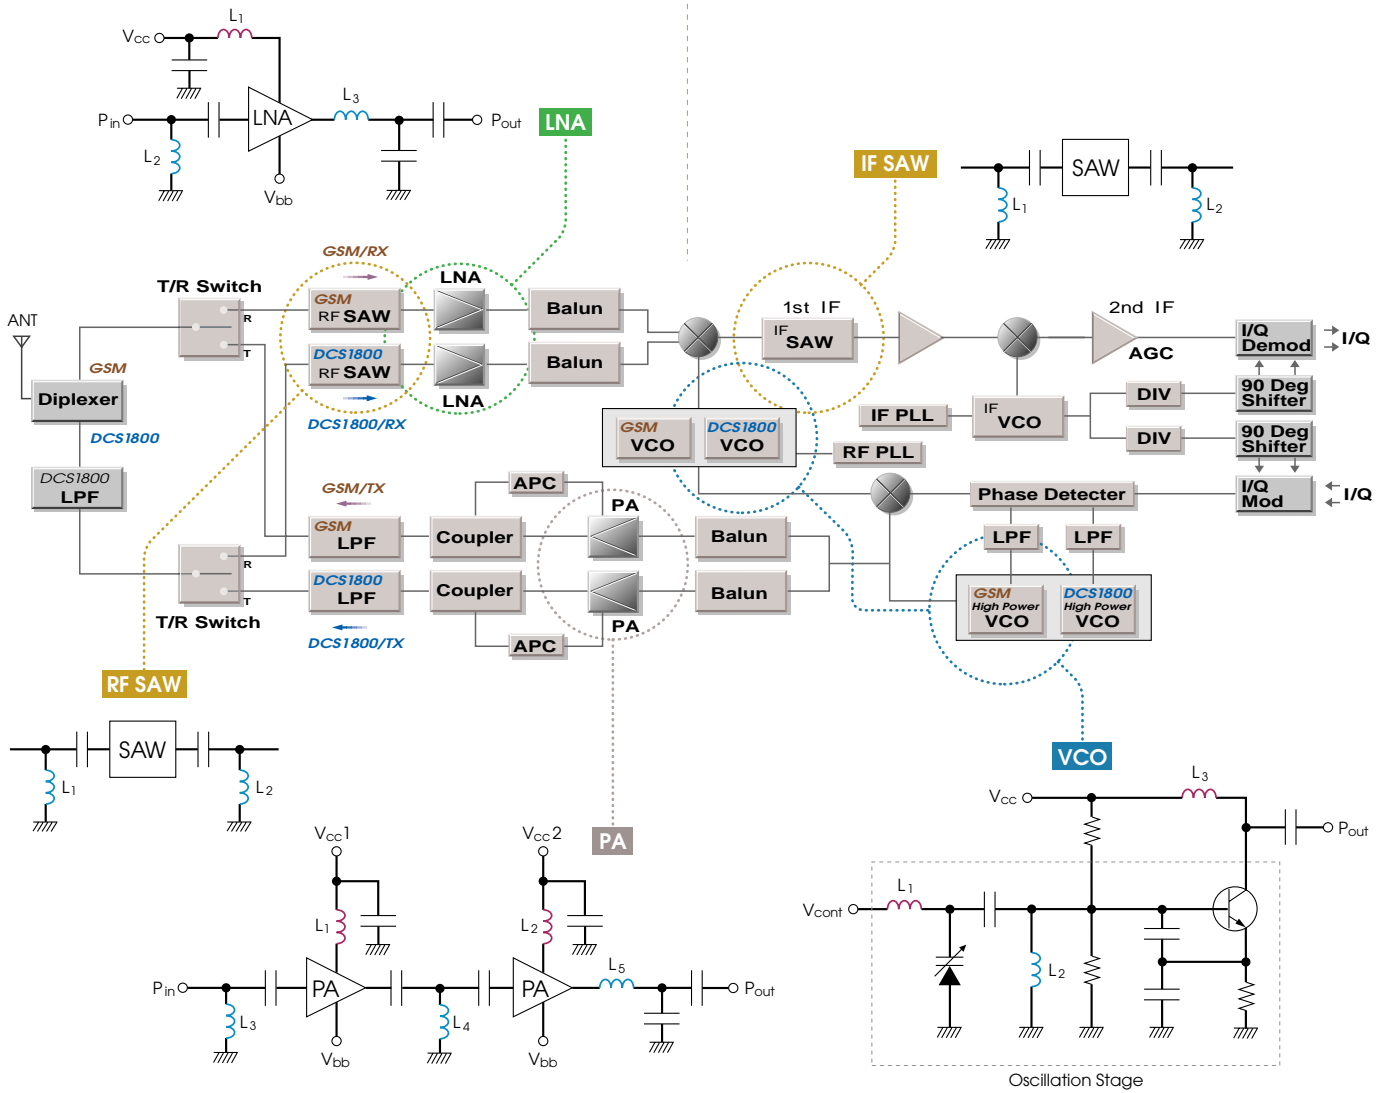 L1
Vcc
LNA
L3
Pin
Pout
L2
Vbb
LNA
IF SAW
SAW
L1
L2
GSM/RX
T/R Switch
LNA
1st IF
2nd IF
ANT
R
T
GSM
RF SAW
Balun
IF
SAW
AGC
I/Q
Demod
I/Q
DCS1800
RF SAW
Balun
LNA
GSM
Diplexer
DCS1800
DCS1800/RX
GSM
VCO
DCS1800
VCO
IF PLL
IF
VCO
DIV
90 Deg
Shifter
DIV
90 Deg
Shifter
RF PLL
DCS1800
LPF
GSM/TX
APC
PA
Phase Detecter
I/Q
Mod
I/Q
GSM
LPF
Coupler
Balun
LPF
LPF
R
T
T/R Switch
DCS1800
LPF
Coupler
Balun
GSM
High Power
VCO
DCS1800
High Power
VCO
PA
DCS1800/TX
APC
RF SAW
SAW
L1
L2
VCO
PA
Vcc1
Vcc2
L1
L2
Pin
PA
PA
L5
Pout
L3
L4
Vbb
Vbb
L3
Vcc
Pout
L1
Vcont
L2
Oscillation Stage